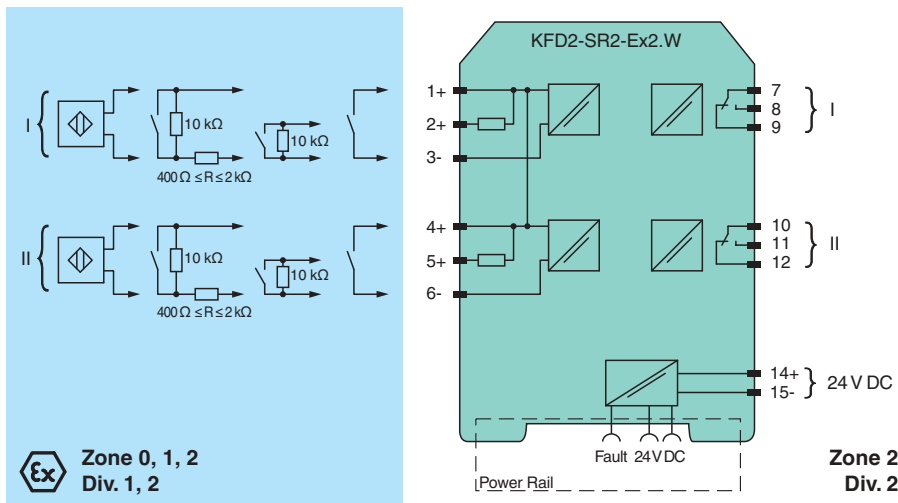 KFD2-SR2-Ex2.W
I
10 kΩ
10 kΩ
400 Ω ≤ R ≤ 2 kΩ
II
10 kΩ
10 kΩ
400 Ω ≤ R ≤ 2 kΩ
1+
2+
3-
4+
5+
6-
7
8
9
I
10
11
12
II
14+
15-
24 V DC
Fault 24 V DC
Power Rail
Ex
Zone 0, 1, 2
Div. 1, 2
Zone 2
Div. 2